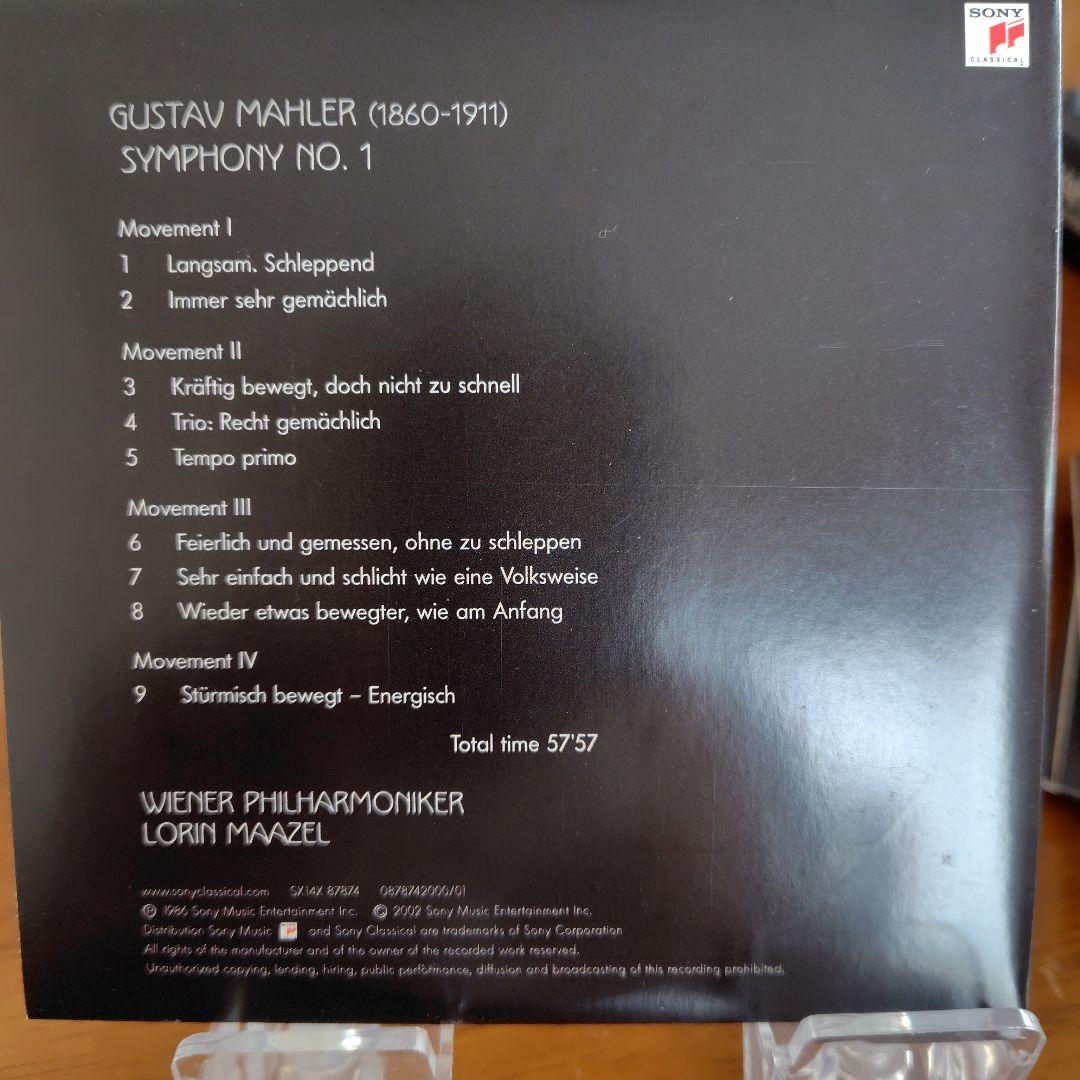 SONY
CLASSICAL
GUSTAV MAHLER (1860-1911)
SYMPHONY NO. 1
Movement I
1 Langsam. Schleppend
2 Immer sehr gemächlich
Movement II
3 Kräftig bewegt, doch nicht zu schnell
4 Trio: Recht gemächlich
5 Tempo primo
Movement III
6 Feierlich und gemessen, ohne zu schleppen
7 Sehr einfach und schlicht wie eine Volksweise
8 Wieder etwas bewegter, wie am Anfang
Movement IV
9 Stürmisch bewegt – Energisch
Total time 57'57
WIENER PHILHARMONIKER
LORIN MAAZEL
www.sonyclassical.com SX14X 87874 0878742000/01
℗ 1986 Sony Music Entertainment Inc. © 2002 Sony Music Entertainment Inc.
Distribution Sony Music and Sony Classical are trademarks of Sony Corporation
All rights of the manufacturer and of the owner of the recorded work reserved.
Unauthorized copying, lending, hiring, public performance, diffusion and broadcasting of this recording prohibited.